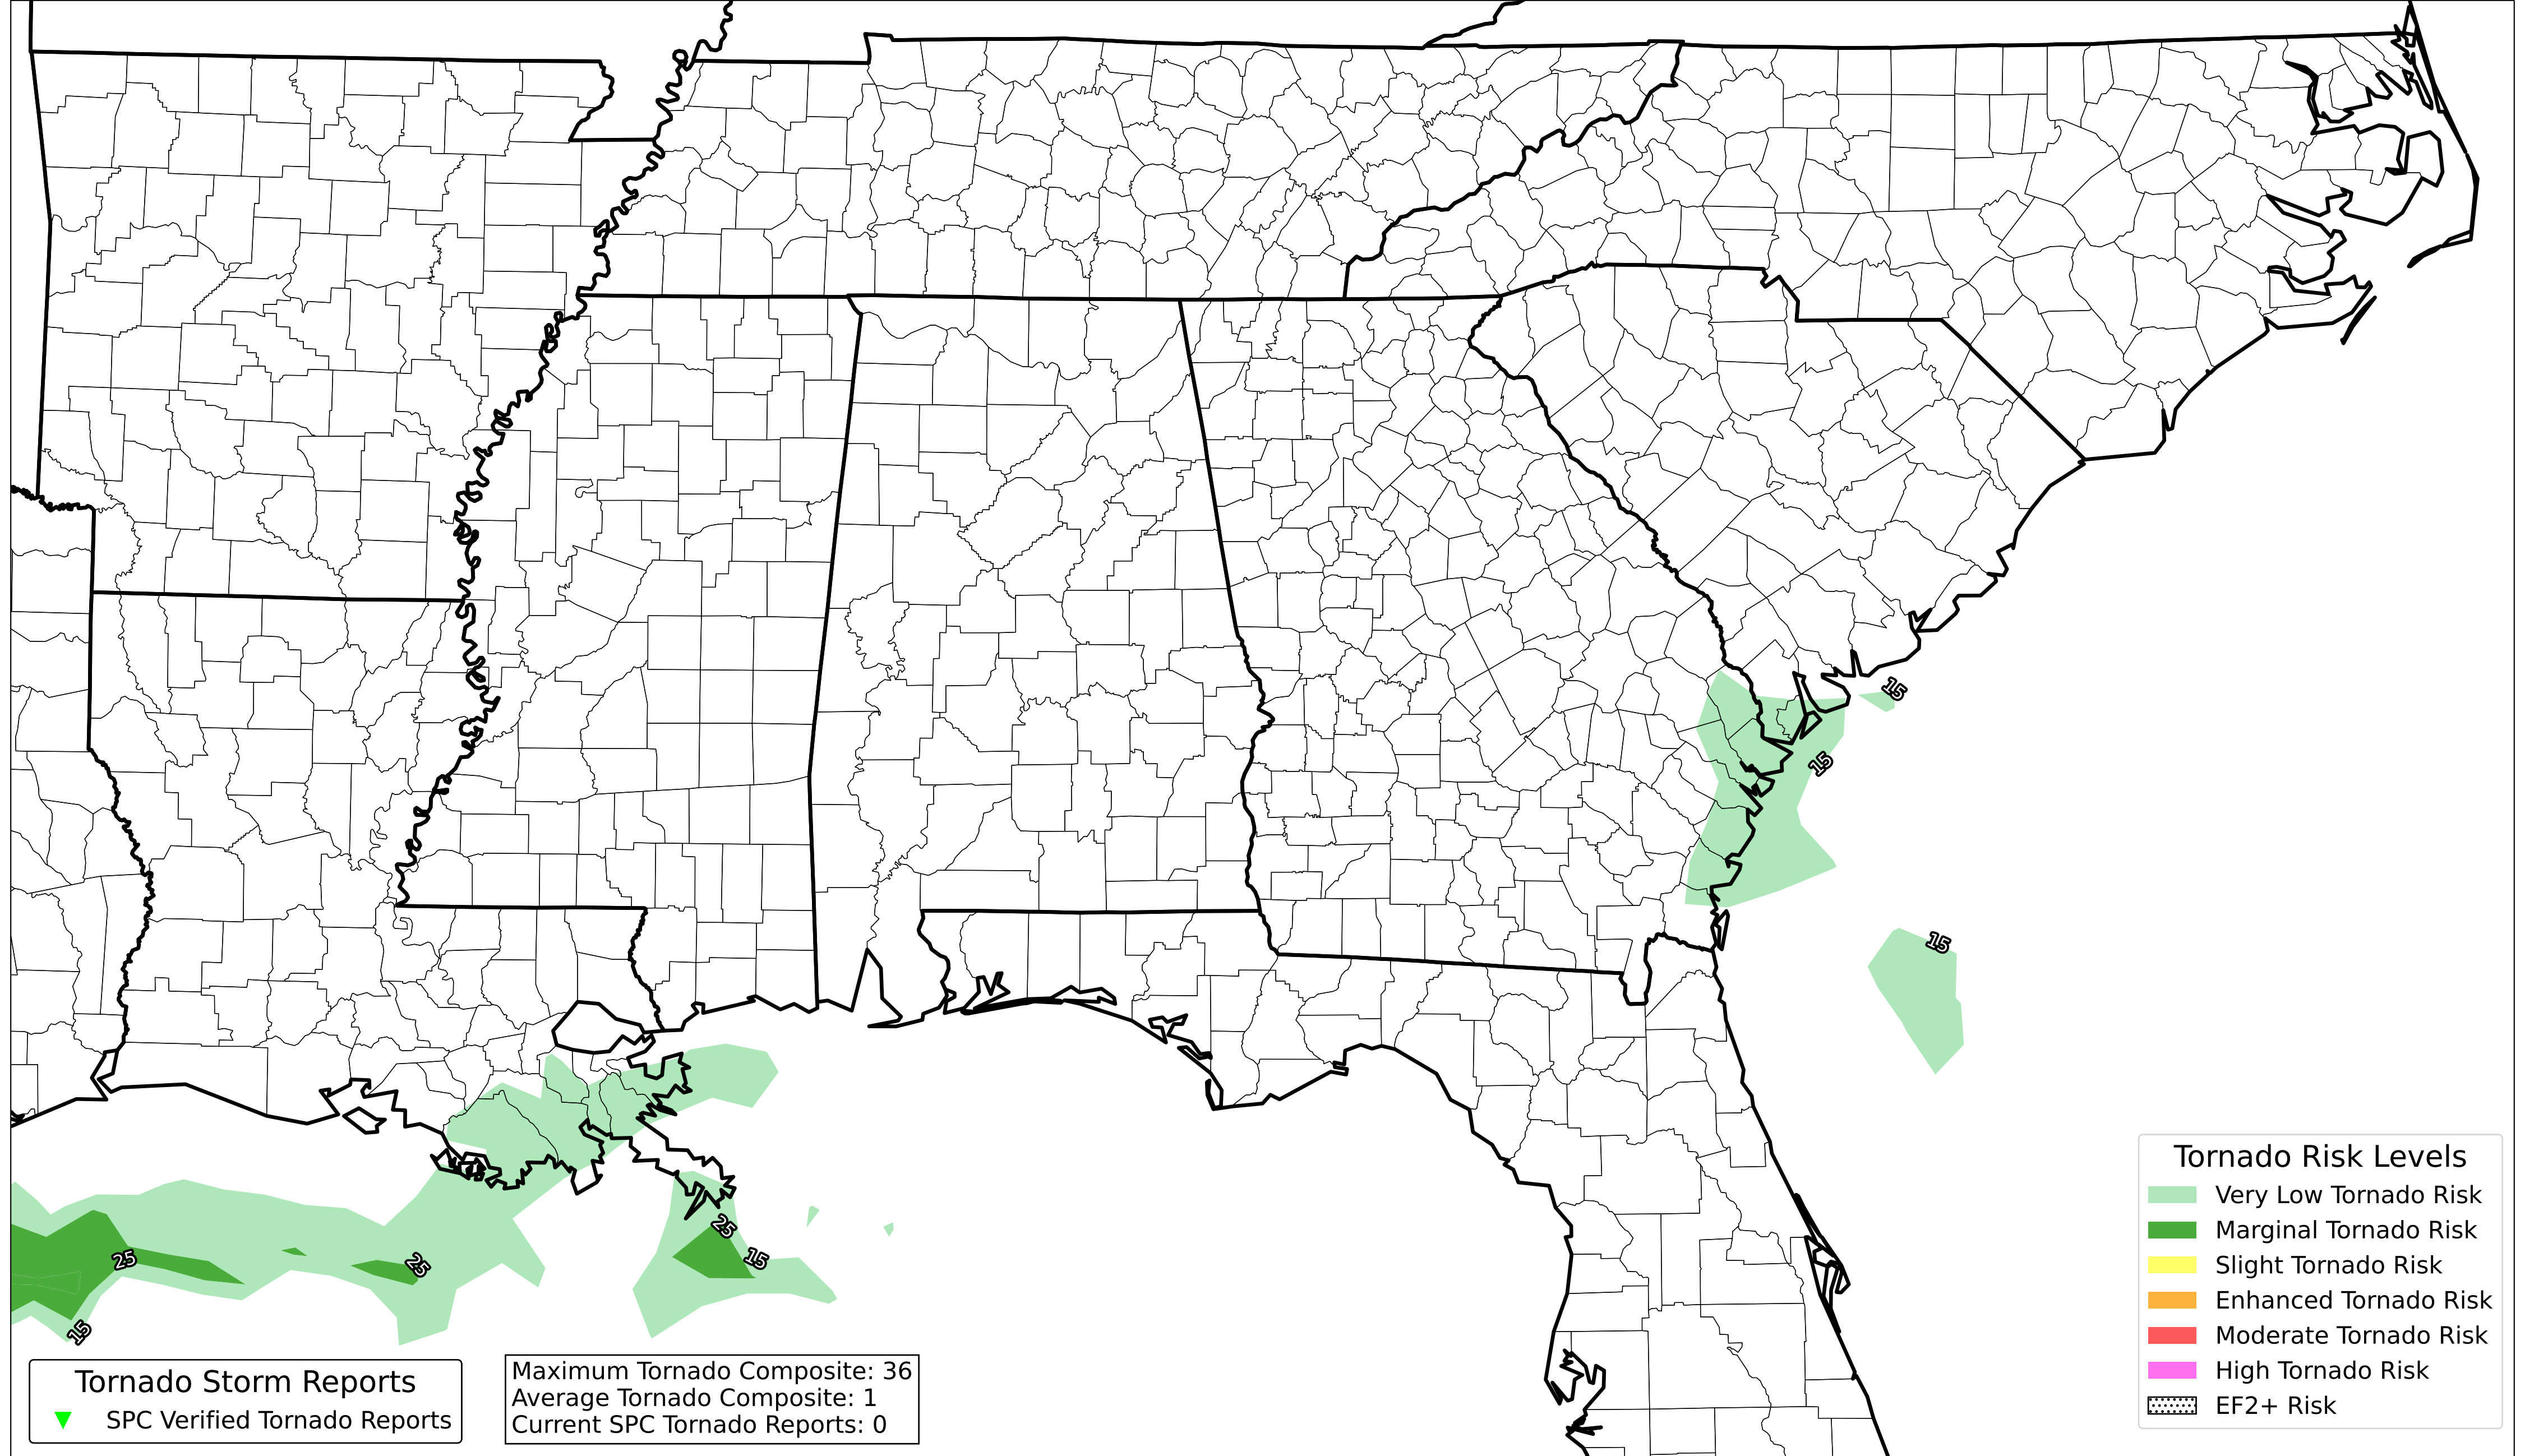 15
15
15
25
25
25
15
15
Tornado Storm Reports
SPC Verified Tornado Reports
Maximum Tornado Composite: 36
Average Tornado Composite: 1
Current SPC Tornado Reports: 0
Tornado Risk Levels
Very Low Tornado Risk
Marginal Tornado Risk
Slight Tornado Risk
Enhanced Tornado Risk
Moderate Tornado Risk
High Tornado Risk
EF2+ Risk